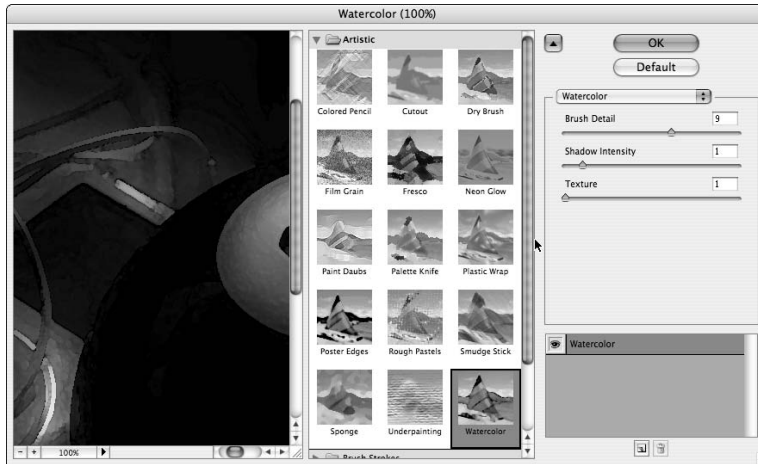 Watercolor (100%)
Artistic
Colored Pencil
Cutout
Dry Brush
Film Grain
Fresco
Neon Glow
Paint Daubs
Palette Knife
Plastic Wrap
Poster Edges
Rough Pastels
Smudge Stick
Sponge
Underpainting
Watercolor
Brush Strokes
100%
OK
Default
Watercolor
Brush Detail 9
Shadow Intensity 1
Texture 1
Watercolor